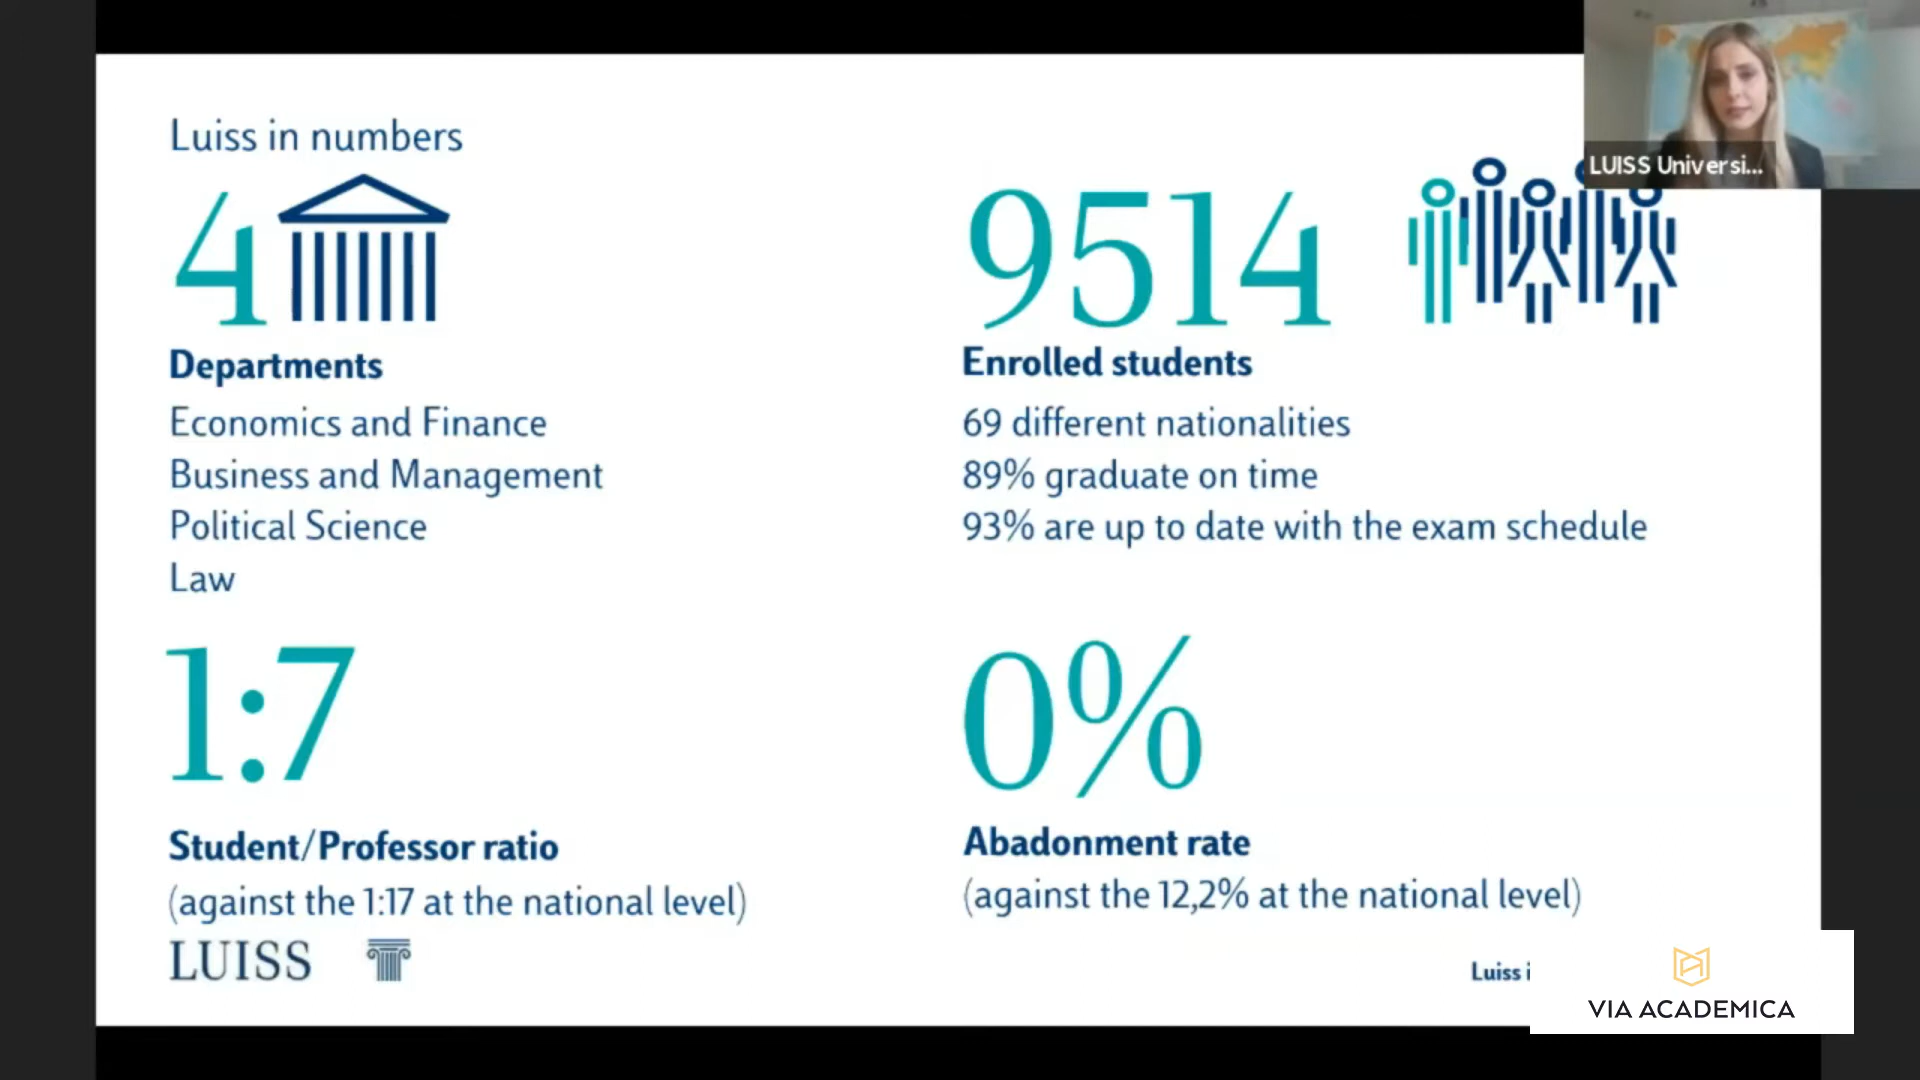 Luiss in numbers
4
Departments
Economics and Finance
Business and Management
Political Science
Law
9514
Enrolled students
69 different nationalities
89% graduate on time
93% are up to date with the exam schedule
1:7
Student/Professor ratio
(against the 1:17 at the national level)
0%
Abadonment rate
(against the 12,2% at the national level)
LUISS
Luiss i
VIA ACADEMICA
LUISS Universi...